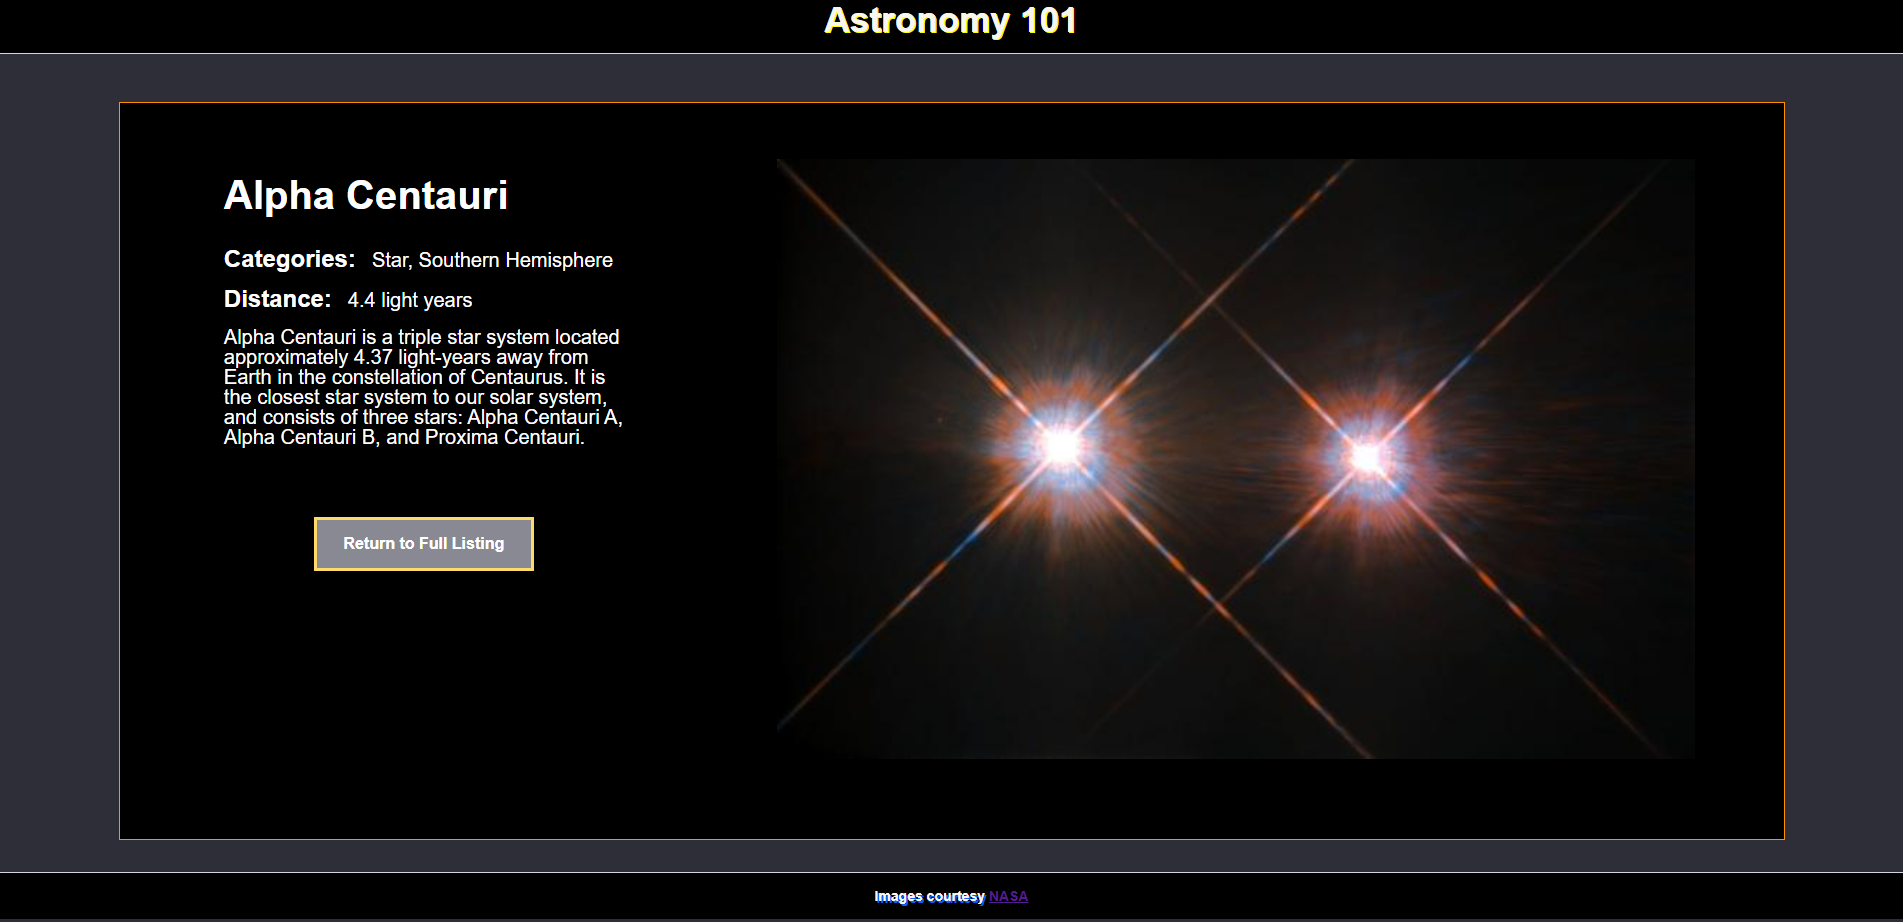 Astronomy 101
Alpha Centauri
Categories: Star, Southern Hemisphere
Distance: 4.4 light years
Alpha Centauri is a triple star system located
approximately 4.37 light-years away from
Earth in the constellation of Centaurus. It is
the closest star system to our solar system,
and consists of three stars: Alpha Centauri A,
Alpha Centauri B, and Proxima Centauri.
Return to Full Listing
Images courtesy NASA